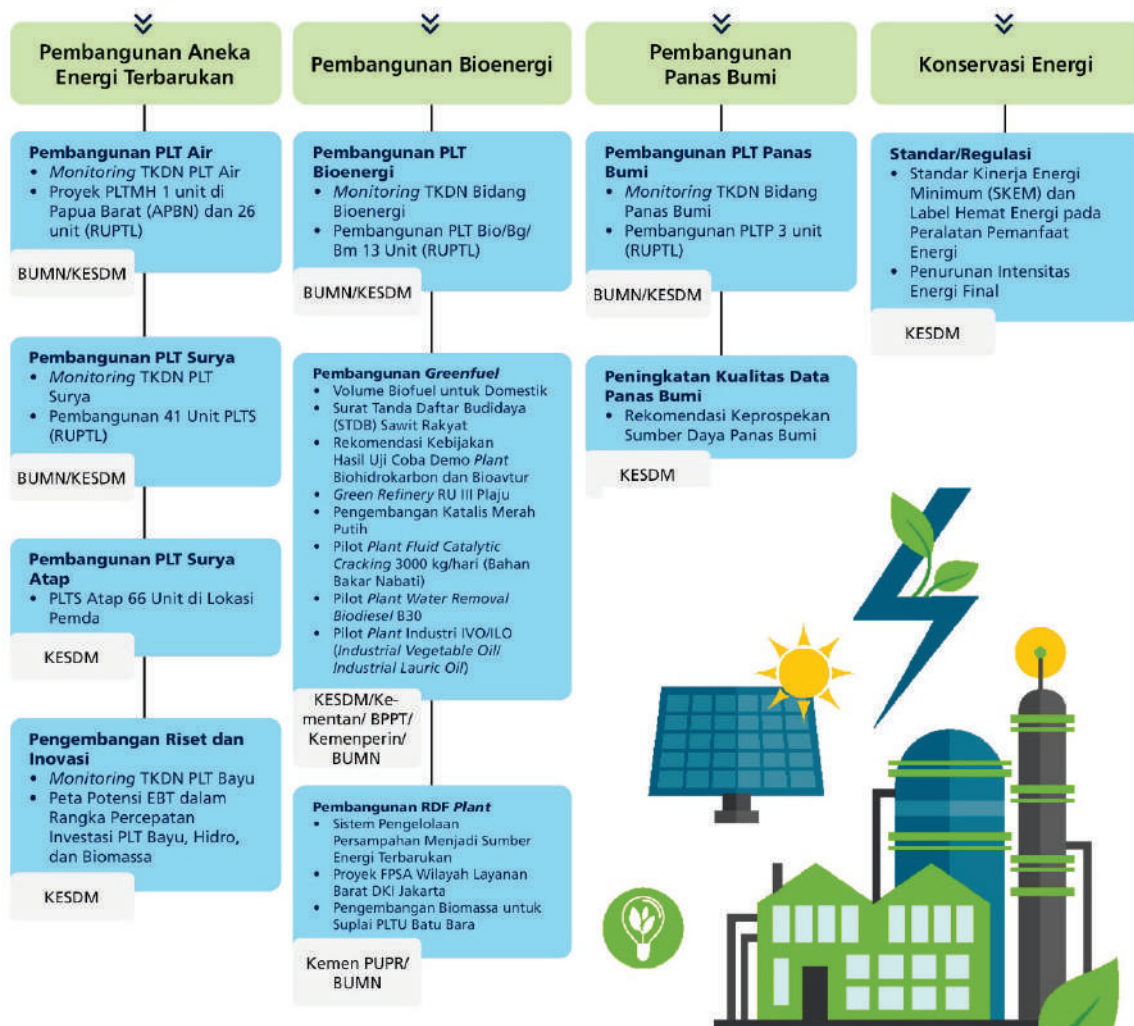 Pembangunan Aneka
Energi Terbarukan
Pembangunan PLT Air
• Monitoring TKDN PLT Air
• Proyek PLTMH 1 unit di
Papua Barat (APBN) dan 26
unit (RUPTL)
BUMN/KESDM
Pembangunan PLT Surya
• Monitoring TKDN PLT
Surya
• Pembangunan 41 Unit PLTS
(RUPTL)
BUMN/KESDM
Pembangunan PLT Surya
Atap
• PLTS Atap 66 Unit di Lokasi
Pemda
KESDM
Pengembangan Riset dan
Inovasi
• Monitoring TKDN PLT Bayu
• Peta Potensi EBT dalam
Rangka Percepatan
Investasi PLT Bayu, Hidro,
dan Biomassa
KESDM
Pembangunan Bioenergi
Pembangunan PLT
Bioenergi
• Monitoring TKDN Bidang
Bioenergi
• Pembangunan PLT Bio/Bg/
Bm 13 Unit (RUPTL)
BUMN/KESDM
Pembangunan Greenfuel
• Volume Biofuel untuk Domestik
• Surat Tanda Daftar Budidaya
(STDB) Sawit Rakyat
• Rekomendasi Kebijakan
Hasil Uji Coba Demo Plant
Biohidrokarbon dan Bioavtur
• Green Refinery RU III Plaju
• Pengembangan Katalis Merah
Putih
• Pilot Plant Fluid Catalytic
Cracking 3000 kg/hari (Bahan
Bakar Nabati)
• Pilot Plant Water Removal
Biodiesel B30
• Pilot Plant Industri IVO/ILO
(Industrial Vegetable Oil/
Industrial Lauric Oil)
KESDM/Ke-
mentan/ BPPT/
Kemenperin/
BUMN
Pembangunan RDF Plant
• Sistem Pengelolaan
Persampahan Menjadi Sumber
Energi Terbarukan
• Proyek FPSA Wilayah Layanan
Barat DKI Jakarta
• Pengembangan Biomassa untuk
Suplai PLTU Batu Bara
Kemen PUPR/
BUMN
Pembangunan
Panas Bumi
Pembangunan PLT Panas
Bumi
• Monitoring TKDN Bidang
Panas Bumi
• Pembangunan PLTP 3 unit
(RUPTL)
BUMN/KESDM
Peningkatan Kualitas Data
Panas Bumi
• Rekomendasi Keprospekan
Sumber Daya Panas Bumi
KESDM
Konservasi Energi
Standar/Regulasi
• Standar Kinerja Energi
Minimum (SKEM) dan
Label Hemat Energi pada
Peralatan Pemanfaat
Energi
• Penurunan Intensitas
Energi Final
KESDM